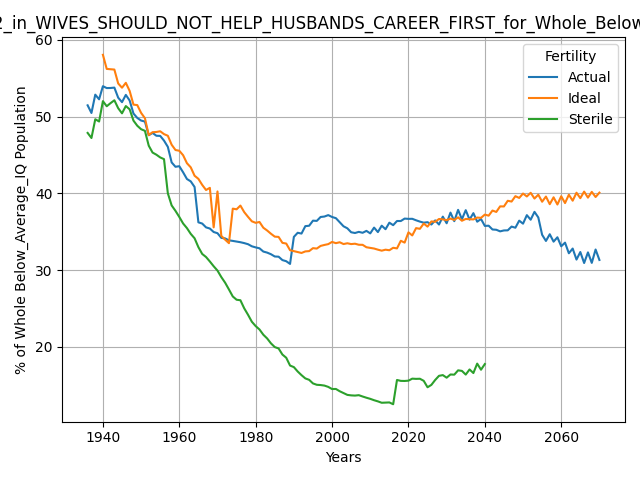 2_in_WIVES_SHOULD_NOT_HELP_HUSBANDS_CAREER_FIRST_for_Whole_Below
Fertility
Actual
Ideal
Sterile
% of Whole Below_Average_IQ Population
60
50
40
30
20
1940 1960 1980 2000 2020 2040 2060
Years